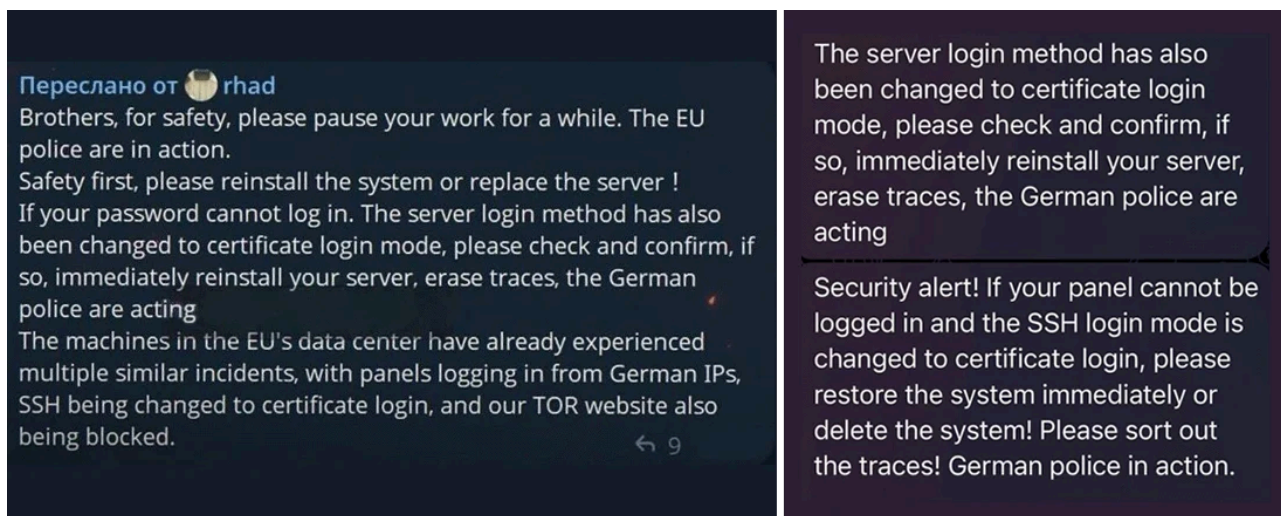 Переслано от rhad
Brothers, for safety, please pause your work for a while. The EU
police are in action.
Safety first, please reinstall the system or replace the server !
If your password cannot log in. The server login method has also
been changed to certificate login mode, please check and confirm, if
so, immediately reinstall your server, erase traces, the German
police are acting
The machines in the EU's data center have already experienced
multiple similar incidents, with panels logging in from German IPs,
SSH being changed to certificate login, and our TOR website also
being blocked.
9
The server login method has also
been changed to certificate login
mode, please check and confirm, if
so, immediately reinstall your server,
erase traces, the German police are
acting
Security alert! If your panel cannot be
logged in and the SSH login mode is
changed to certificate login, please
restore the system immediately or
delete the system! Please sort out
the traces! German police in action.